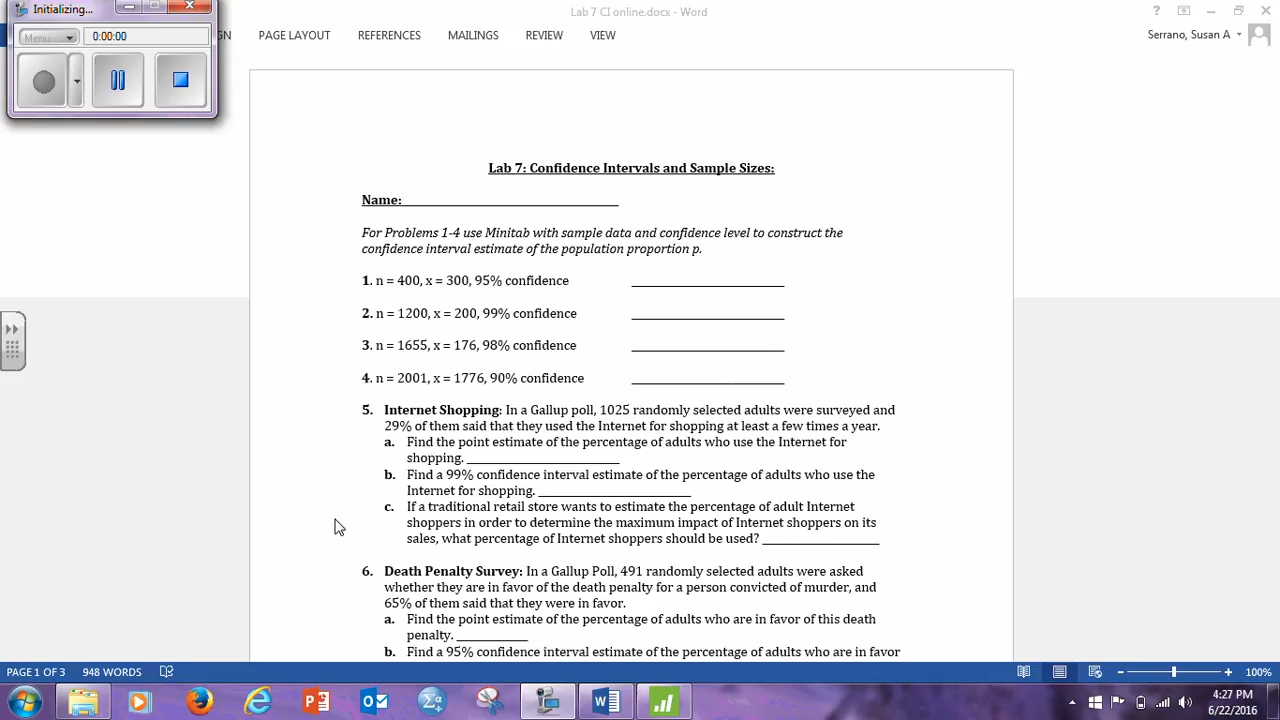 Initializing....
Lab 7 CI online.docx - Word
Menu
0:00:00
GN PAGE LAYOUT REFERENCES MAILINGS REVIEW VIEW
Serrano, Susan A
Lab 7: Confidence Intervals and Sample Sizes:
Name:
For Problems 1-4 use Minitab with sample data and confidence level to construct the
confidence interval estimate of the population proportion p.
1. n = 400, x = 300, 95% confidence
2. n = 1200, x = 200, 99% confidence
3. n = 1655, x = 176, 98% confidence
4. n = 2001, x = 1776, 90% confidence
5. Internet Shopping: In a Gallup poll, 1025 randomly selected adults were surveyed and
29% of them said that they used the Internet for shopping at least a few times a year.
a. Find the point estimate of the percentage of adults who use the Internet for
shopping.
b. Find a 99% confidence interval estimate of the percentage of adults who use the
Internet for shopping.
c. If a traditional retail store wants to estimate the percentage of adult Internet
shoppers in order to determine the maximum impact of Internet shoppers on its
sales, what percentage of Internet shoppers should be used?
6. Death Penalty Survey: In a Gallup Poll, 491 randomly selected adults were asked
whether they are in favor of the death penalty for a person convicted of murder, and
65% of them said that they were in favor.
a. Find the point estimate of the percentage of adults who are in favor of this death
penalty.
b. Find a 95% confidence interval estimate of the percentage of adults who are in favor
PAGE 1 OF 3 948 WORDS
100%
4:27 PM
6/22/2016